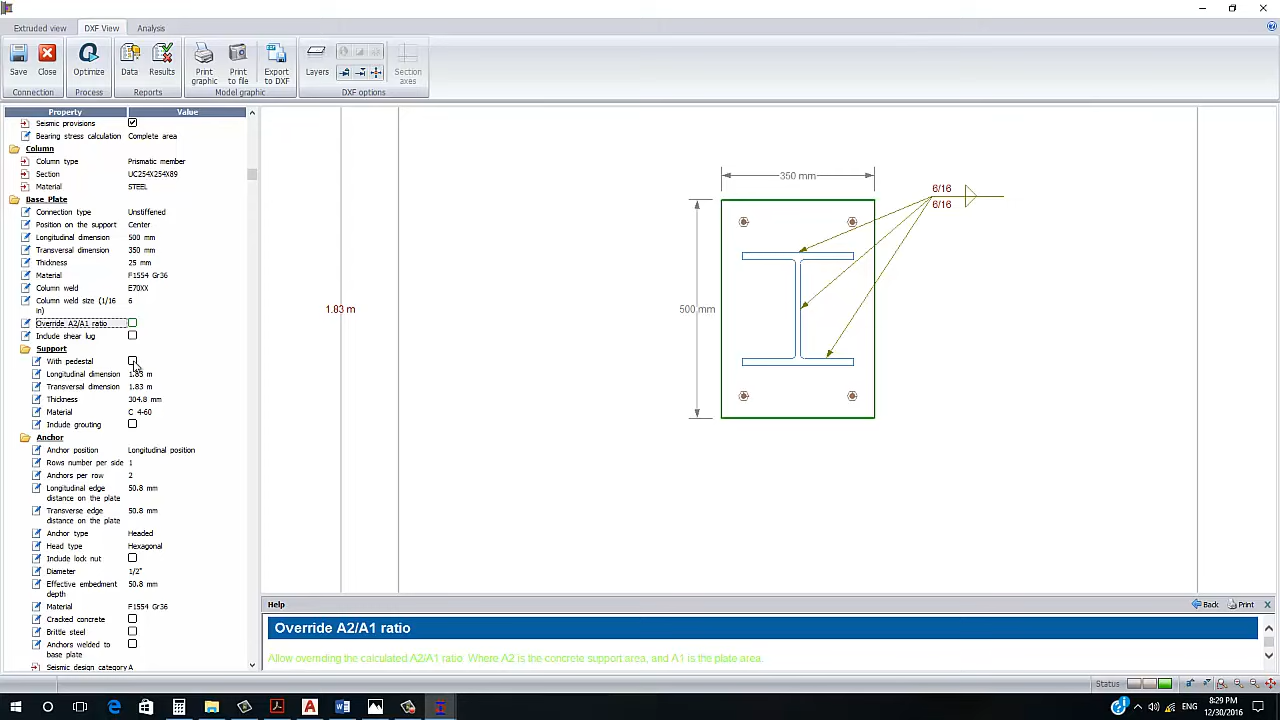 Extruded view DXF View Analysis
Save Close Optimize Data Results Print graphic Print to file Export to DXF Layers Section axes
Connection Process Reports Model graphic DXF options
Property Value
Seismic provisions
Bearing stress calculation Complete area
Column
Column type Prismatic member
Section UC254X254X89
Material STEEL
Base Plate
Connection type Unstiffened
Position on the support Center
Longitudinal dimension 500 mm
Transversal dimension 350 mm
Thickness 25 mm
Material F1554 Gr36
Column weld E70XX
Column weld size (1/16 in) 6
Override A2/A1 ratio
Include shear lug
Support
With pedestal
Longitudinal dimension 1.83 m
Transversal dimension 1.83 m
Thickness 304.8 mm
Material C 4-60
Include grouting
Anchor
Anchor position Longitudinal position
Rows number per side 1
Anchors per row 2
Longitudinal edge distance on the plate 50.8 mm
Transverse edge distance on the plate 50.8 mm
Anchor type Headed
Head type Hexagonal
Include lock nut
Diameter 1/2"
Effective embedment depth 50.8 mm
Material F1554 Gr36
Cracked concrete
Brittle steel
Anchors welded to base plate
Seismic design category A
350 mm
6/16
6/16
500 mm
1.83 m
Help Back Print X
Override A2/A1 ratio
Allow overriding the calculated A2/A1 ratio. Where A2 is the concrete support area, and A1 is the plate area.
Status
ENG
8:29 PM
12/30/2016